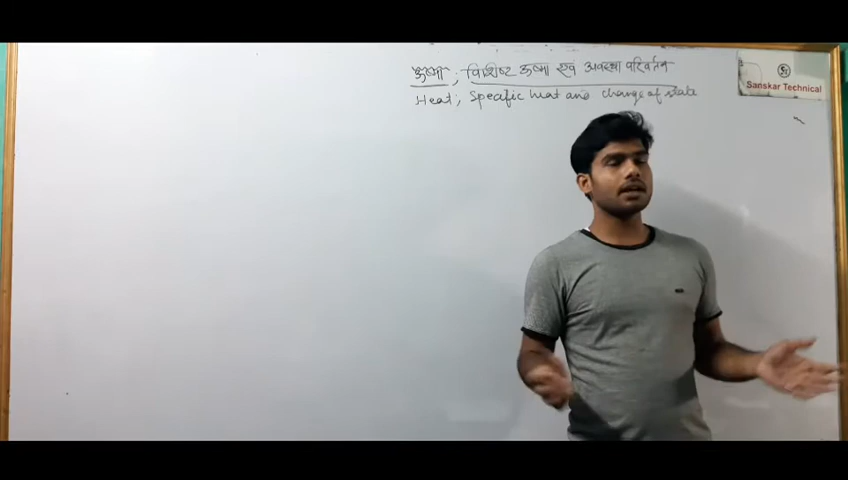 ऊष्मा ; विशिष्ट ऊष्मा एवं अवस्था परिवर्तन
Heat ; Specific heat and change of state
Sanskar Technical